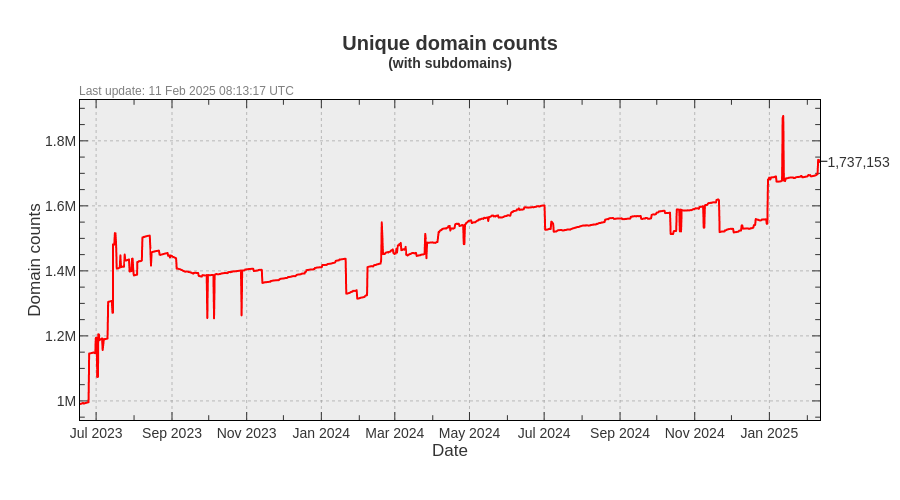 Unique domain counts
(with subdomains)
Last update: 11 Feb 2025 08:13:17 UTC
1.8M
1,737,153
1.6M
1.4M
1.2M
1M
Domain counts
Jul 2023 Sep 2023 Nov 2023 Jan 2024 Mar 2024 May 2024 Jul 2024 Sep 2024 Nov 2024 Jan 2025
Date